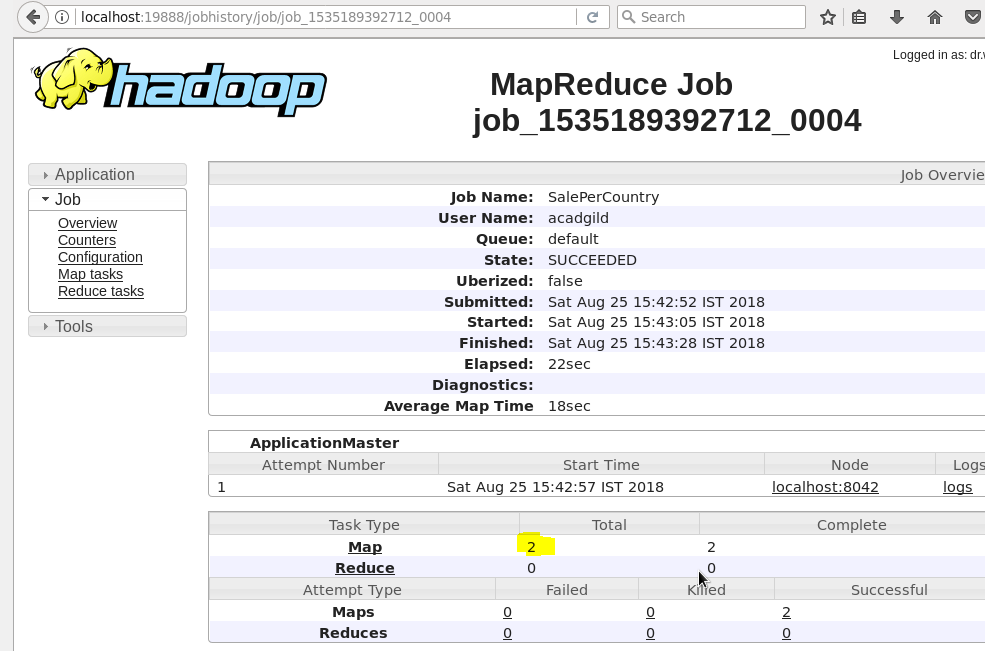 localhost:19888/jobhistory/job/job_1535189392712_0004
Search
Logged in as: dr.
hadoop
MapReduce Job
job_1535189392712_0004
Application
Job
Overview
Counters
Configuration
Map tasks
Reduce tasks
Tools
Job Overvie
Job Name: SalePerCountry
User Name: acadgild
Queue: default
State: SUCCEEDED
Uberized: false
Submitted: Sat Aug 25 15:42:52 IST 2018
Started: Sat Aug 25 15:43:05 IST 2018
Finished: Sat Aug 25 15:43:28 IST 2018
Elapsed: 22sec
Diagnostics:
Average Map Time 18sec
ApplicationMaster
Attempt Number Start Time Node Logs
1 Sat Aug 25 15:42:57 IST 2018 localhost:8042 logs
Task Type Total Complete
Map 2 2
Reduce 0 0
Attempt Type Failed Killed Successful
Maps 0 0 2
Reduces 0 0 0